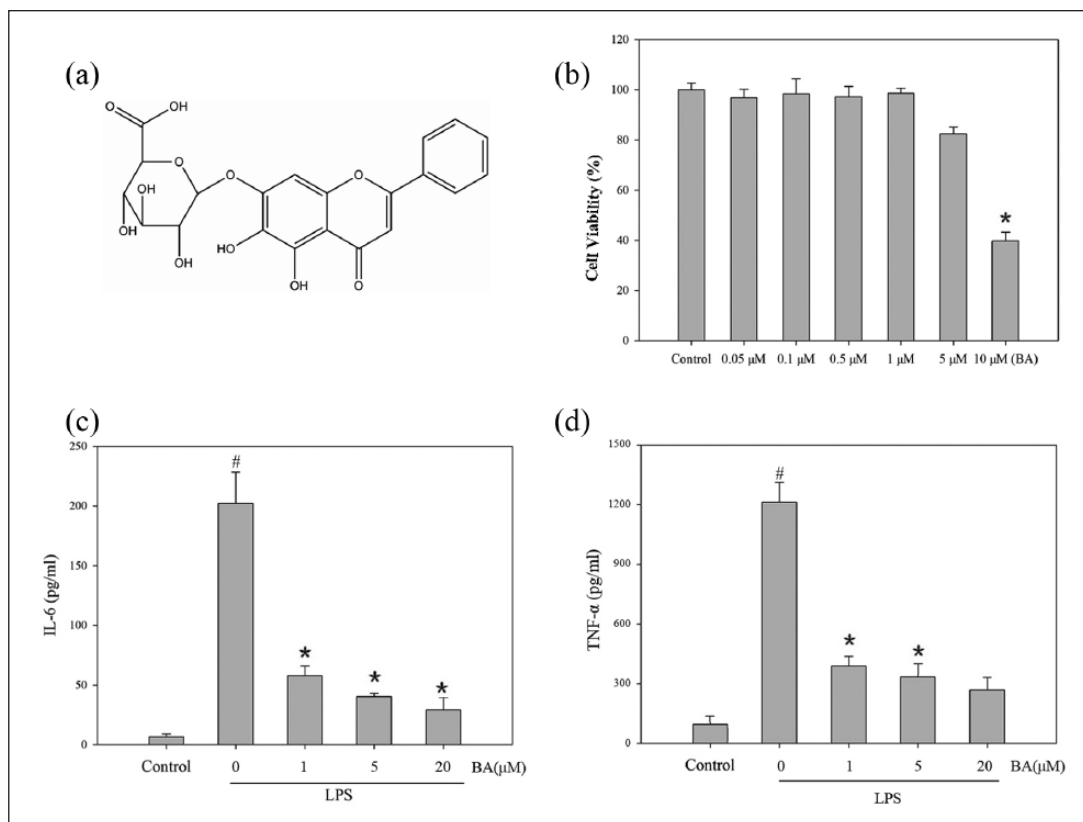 (a)
O
OH
O
OH
OH
OH
O
HO
OH
O
O
(b)
Cell Viability (%)
120
100
80
60
40
20
0
*
Control 0.05 μM 0.1 μM 0.5 μM 1 μM 5 μM 10 μM (BA)
(c)
IL-6 (pg/ml)
250
200
150
100
50
0
#
* * *
Control 0 1 5 20 BA(μM)
LPS
(d)
TNF-α (pg/ml)
1500
1200
900
600
300
0
#
* *
Control 0 1 5 20 BA(μM)
LPS